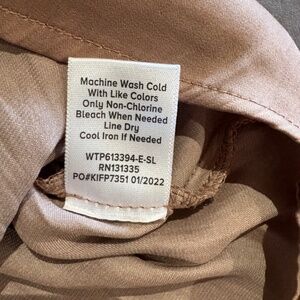 Machine Wash Cold
With Like Colors
Only Non-Chlorine
Bleach When Needed
Line Dry
Cool Iron If Needed
WTP613394-E-SL
RN131335
PO#KIFP7351 01/2022